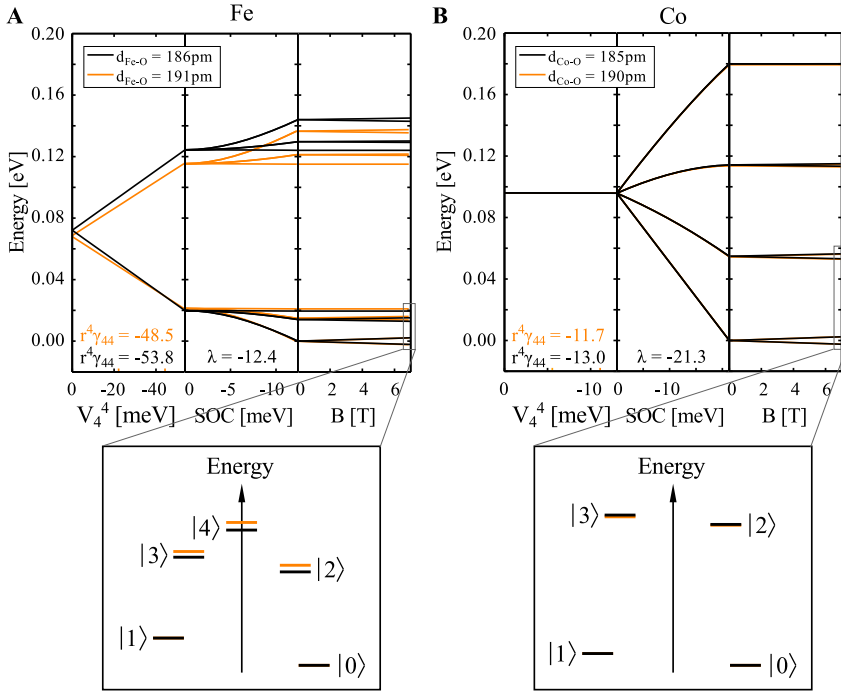 A
Fe
B
Co
d_Fe-O = 186pm
d_Fe-O = 191pm
d_Co-O = 185pm
d_Co-O = 190pm
Energy [eV]
0.20
0.16
0.12
0.08
0.04
0.00
r⁴γ₄₄ = -48.5
r⁴γ₄₄ = -53.8
λ = -12.4
0 -20 -40 0 -5 -10 0 2 4 6
V₄⁴ [meV] SOC [meV] B [T]
Energy [eV]
0.20
0.16
0.12
0.08
0.04
0.00
r⁴γ₄₄ = -11.7
r⁴γ₄₄ = -13.0
λ = -21.3
0 -10 0 -10 0 2 4 6
V₄⁴ [meV] SOC [meV] B [T]
Energy
|4⟩
|3⟩
|2⟩
|1⟩
|0⟩
Energy
|3⟩
|2⟩
|1⟩
|0⟩